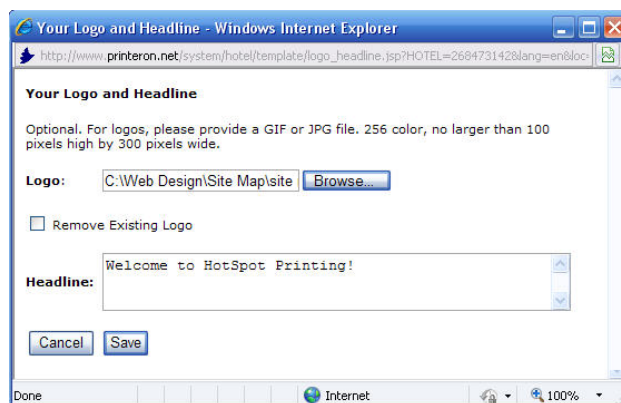 Your Logo and Headline - Windows Internet Explorer
http://www.printeron.net/system/hotel/template/logo_headline.jsp?HOTEL=268473142&lang=en&loc
Your Logo and Headline
Optional. For logos, please provide a GIF or JPG file. 256 color, no larger than 100
pixels high by 300 pixels wide.
Logo: C:\Web Design\Site Map\site Browse...
Remove Existing Logo
Welcome to HotSpot Printing!
Headline:
Cancel Save
Done Internet 100%